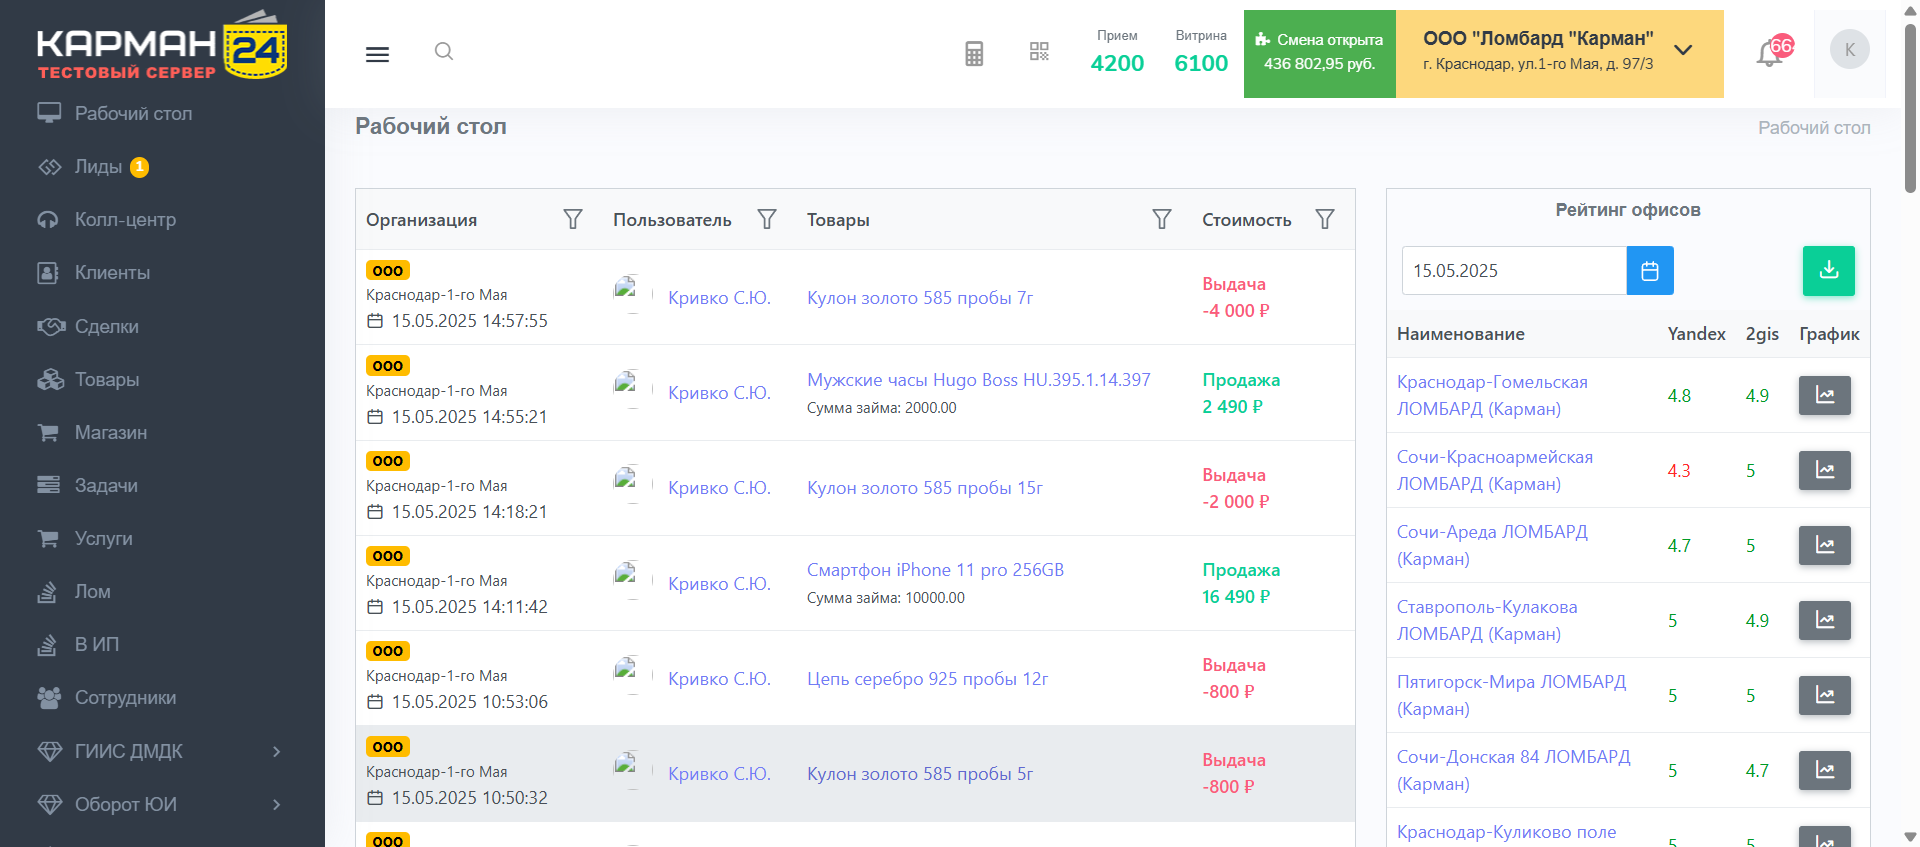 КАРМАН 24
ТЕСТОВЫЙ СЕРВЕР
Рабочий стол
Лиды 1
Колл-центр
Клиенты
Сделки
Товары
Магазин
Задачи
Услуги
Лом
В ИП
Сотрудники
ГИИС ДМДК
Оборот ЮИ
Прием
4200
Витрина
6100
Смена открыта
436 802,95 руб.
ООО "Ломбард "Карман"
г. Краснодар, ул.1-го Мая, д. 97/3
К
Рабочий стол
Рабочий стол
Организация Пользователь Товары Стоимость
ООО
Краснодар-1-го Мая
15.05.2025 14:57:55
Кривко С.Ю.
Кулон золото 585 пробы 7г
Выдача
-4 000 ₽
ООО
Краснодар-1-го Мая
15.05.2025 14:55:21
Кривко С.Ю.
Мужские часы Hugo Boss HU.395.1.14.397
Сумма займа: 2000.00
Продажа
2 490 ₽
ООО
Краснодар-1-го Мая
15.05.2025 14:18:21
Кривко С.Ю.
Кулон золото 585 пробы 15г
Выдача
-2 000 ₽
ООО
Краснодар-1-го Мая
15.05.2025 14:11:42
Кривко С.Ю.
Смартфон iPhone 11 pro 256GB
Сумма займа: 10000.00
Продажа
16 490 ₽
ООО
Краснодар-1-го Мая
15.05.2025 10:53:06
Кривко С.Ю.
Цепь серебро 925 пробы 12г
Выдача
-800 ₽
ООО
Краснодар-1-го Мая
15.05.2025 10:50:32
Кривко С.Ю.
Кулон золото 585 пробы 5г
Выдача
-800 ₽
ООО
Рейтинг офисов
15.05.2025
Наименование Yandex 2gis График
Краснодар-Гомельская
ЛОМБАРД (Карман)
4.8 4.9
Сочи-Красноармейская
ЛОМБАРД (Карман)
4.3 5
Сочи-Ареда ЛОМБАРД
(Карман)
4.7 5
Ставрополь-Кулакова
ЛОМБАРД (Карман)
5 4.9
Пятигорск-Мира ЛОМБАРД
(Карман)
5 5
Сочи-Донская 84 ЛОМБАРД
(Карман)
5 4.7
Краснодар-Куликово поле
5 5